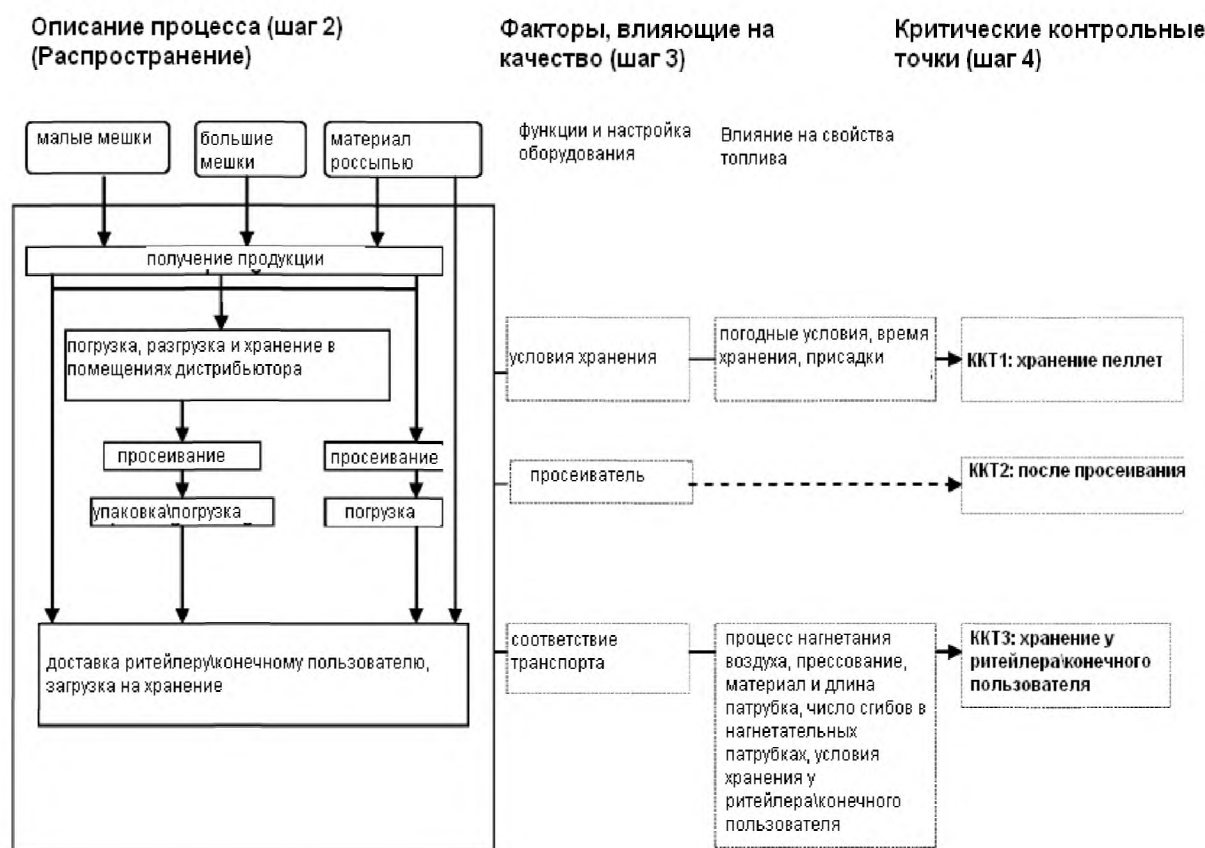 Описание процесса (шаг 2)
(Распространение)
Факторы, влияющие на
качество (шаг 3)
Критические контрольные
точки (шаг 4)
малые мешки
большие
мешки
материал
россыпью
функции и настройка
оборудования
Влияние на свойства
топлива
получение продукции
погрузка, разгрузка и хранение в
помещениях дистрибьютора
условия хранения
погодные условия, время
хранения, присадки
ККТ1: хранение пеллет
просеивание
просеивание
просеиватель
ККТ2: после просеивания
упаковка\погрузка
погрузка
доставка ритейлеру\конечному пользователю,
загрузка на хранение
соответствие
транспорта
процесс нагнетания
воздуха, прессование,
материал и длина
патрубка, число сгибов в
нагнетательных
патрубках, условия
хранения у
ритейлера\конечного
пользователя
ККТ3: хранение у
ритейлера\конечного
пользователя